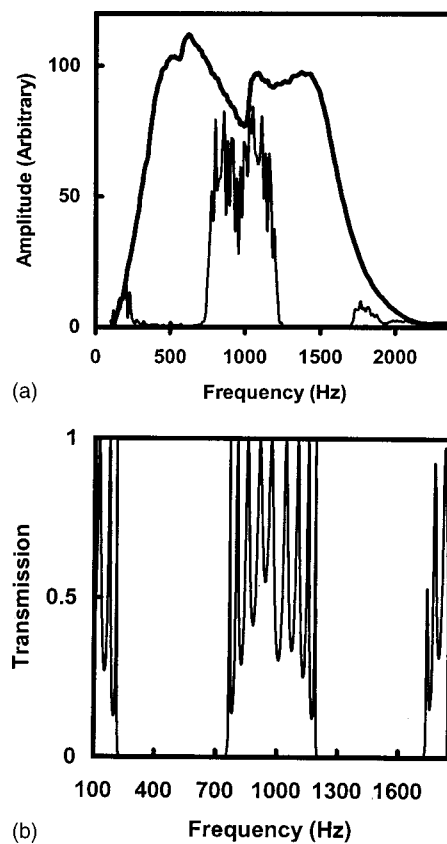 Amplitude (Arbitrary)
100
50
0
0 500 1000 1500 2000
Frequency (Hz)
(a)
Transmission
1
0.5
0
100 400 700 1000 1300 1600
Frequency (Hz)
(b)